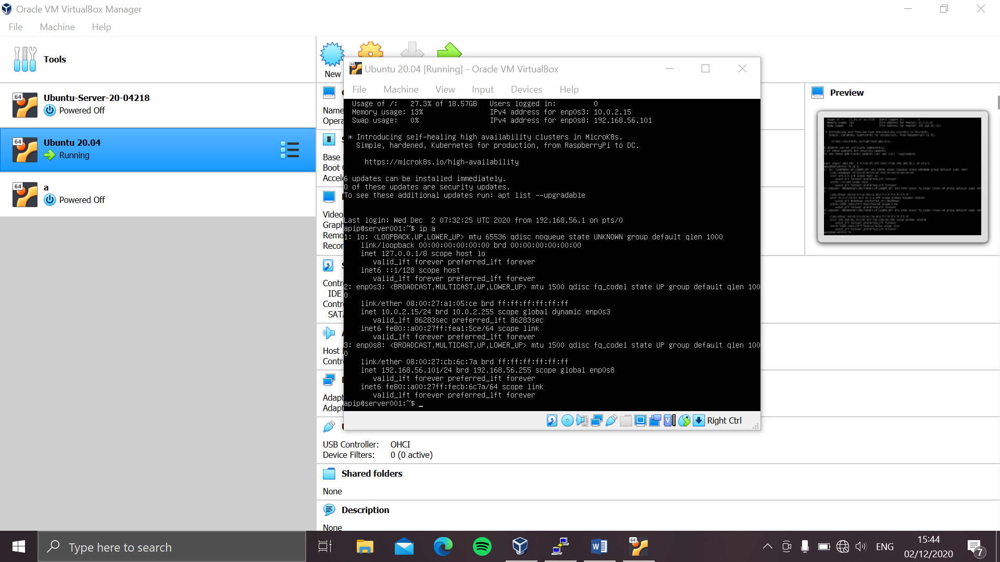 Oracle VM VirtualBox Manager
File Machine Help
Tools
New
64
Ubuntu-Server-20-04218
Powered Off
64
Ubuntu 20.04
Running
64
a
Powered Off
Name
Opera
Base
Boot
Accele
Video
Graph
Remo
Recor
Contr
IDE
Contr
SATA
Host
Contr
Adapt
Adapt
USB Controller: OHCI
Device Filters: 0 (0 active)
Shared folders
None
Description
None
Preview
64
Ubuntu 20.04 [Running] - Oracle VM VirtualBox
File Machine View Input Devices Help
Usage of /: 27.3% of 18.57GB Users logged in: 0
Memory usage: 13% IPv4 address for enp0s3: 10.0.2.15
Swap usage: 0% IPv4 address for enp0s8: 192.168.56.101
* Introducing self-healing high availability clusters in MicroK8s.
Simple, hardened, Kubernetes for production, from RaspberryPi to DC.
https://microk8s.io/high-availability
6 updates can be installed immediately.
0 of these updates are security updates.
To see these additional updates run: apt list --upgradable
Last login: Wed Dec 2 07:32:25 UTC 2020 from 192.168.56.1 on pts/0
apip@server001:~$ ip a
1: lo: <LOOPBACK,UP,LOWER_UP> mtu 65536 qdisc noqueue state UNKNOWN group default qlen 1000
link/loopback 00:00:00:00:00:00 brd 00:00:00:00:00:00
inet 127.0.0.1/8 scope host lo
valid_lft forever preferred_lft forever
inet6 ::1/128 scope host
valid_lft forever preferred_lft forever
2: enp0s3: <BROADCAST,MULTICAST,UP,LOWER_UP> mtu 1500 qdisc fq_codel state UP group default qlen 100
0
link/ether 08:00:27:a1:05:ce brd ff:ff:ff:ff:ff:ff
inet 10.0.2.15/24 brd 10.0.2.255 scope global dynamic enp0s3
valid_lft 86283sec preferred_lft 86283sec
inet6 fe80::a00:27ff:fea1:5ce/64 scope link
valid_lft forever preferred_lft forever
3: enp0s8: <BROADCAST,MULTICAST,UP,LOWER_UP> mtu 1500 qdisc fq_codel state UP group default qlen 100
0
link/ether 08:00:27:cb:6c:7a brd ff:ff:ff:ff:ff:ff
inet 192.168.56.101/24 brd 192.168.56.255 scope global enp0s8
valid_lft forever preferred_lft forever
inet6 fe80::a00:27ff:fecb:6c7a/64 scope link
valid_lft forever preferred_lft forever
apip@server001:~$ _
Right Ctrl
Type here to search
64
ENG
15:44
02/12/2020
7